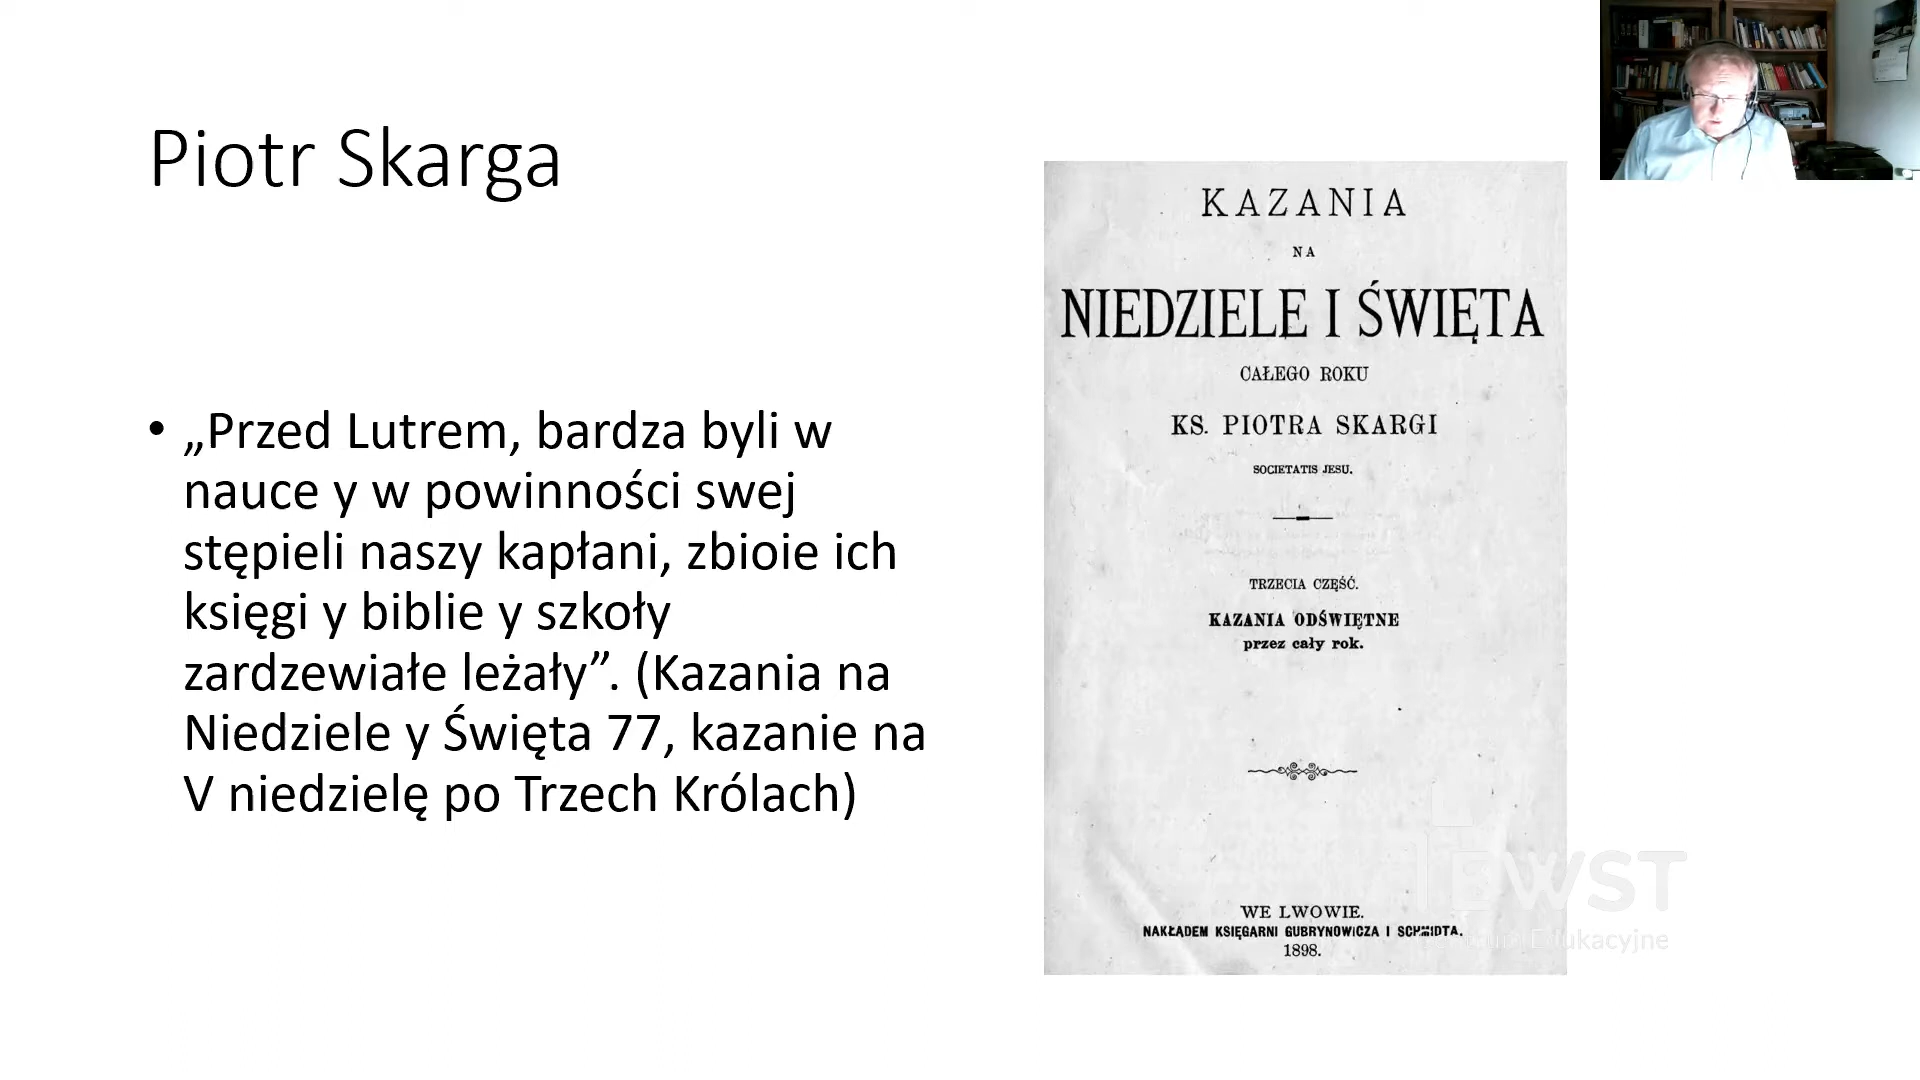 Piotr Skarga
• „Przed Lutrem, bardza byli w
nauce y w powinności swej
stępieli naszy kapłani, zbioie ich
księgi y biblie y szkoły
zardzewiałe leżały”. (Kazania na
Niedziele y Święta 77, kazanie na
V niedzielę po Trzech Królach)
KAZANIA
NA
NIEDZIELE I ŚWIĘTA
CAŁEGO ROKU
KS. PIOTRA SKARGI
SOCIETATIS JESU.
TRZECIA CZĘŚĆ.
KAZANIA ODŚWIĘTNE
przez cały rok.
WE LWOWIE.
NAKŁADEM KSIĘGARNI GUBRYNOWICZA I SCHMIDTA.
1898.
EWST
Edukacyjne